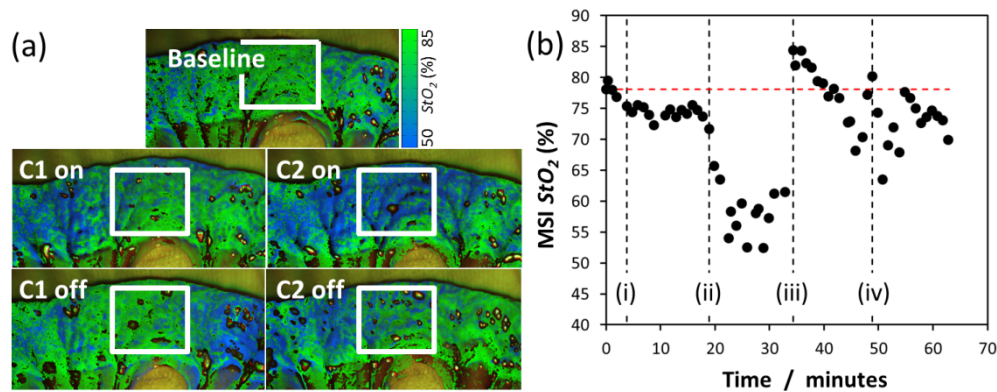 (a)
Baseline
85
StO₂ (%)
50
C1 on
C2 on
C1 off
C2 off
(b)
MSI StO₂ (%)
90
85
80
75
70
65
60
55
50
45
40
(i)
(ii)
(iii)
(iv)
0
10
20
30
40
50
60
70
Time / minutes